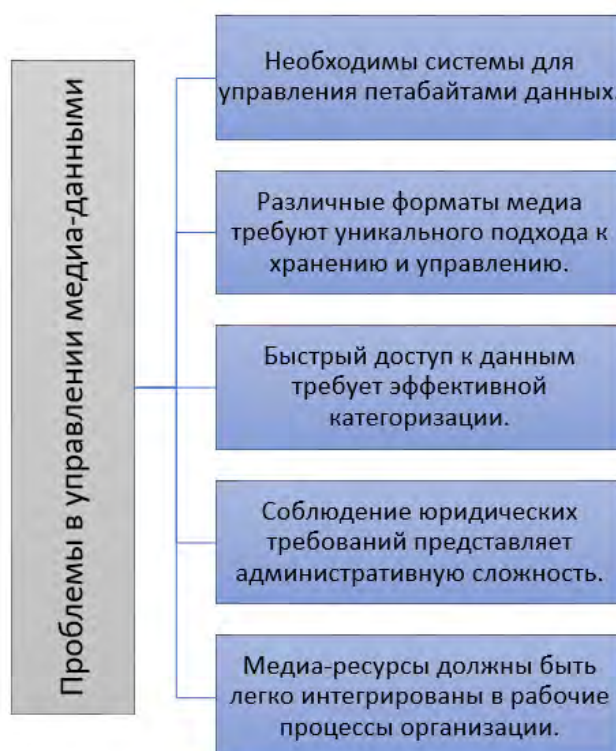 Проблемы в управлении медиа-данными
Необходимы системы для
управления петабайтами данных.
Различные форматы медиа
требуют уникального подхода к
хранению и управлению.
Быстрый доступ к данным
требует эффективной
категоризации.
Соблюдение юридических
требований представляет
административную сложность.
Медиа-ресурсы должны быть
легко интегрированы в рабочие
процессы организации.